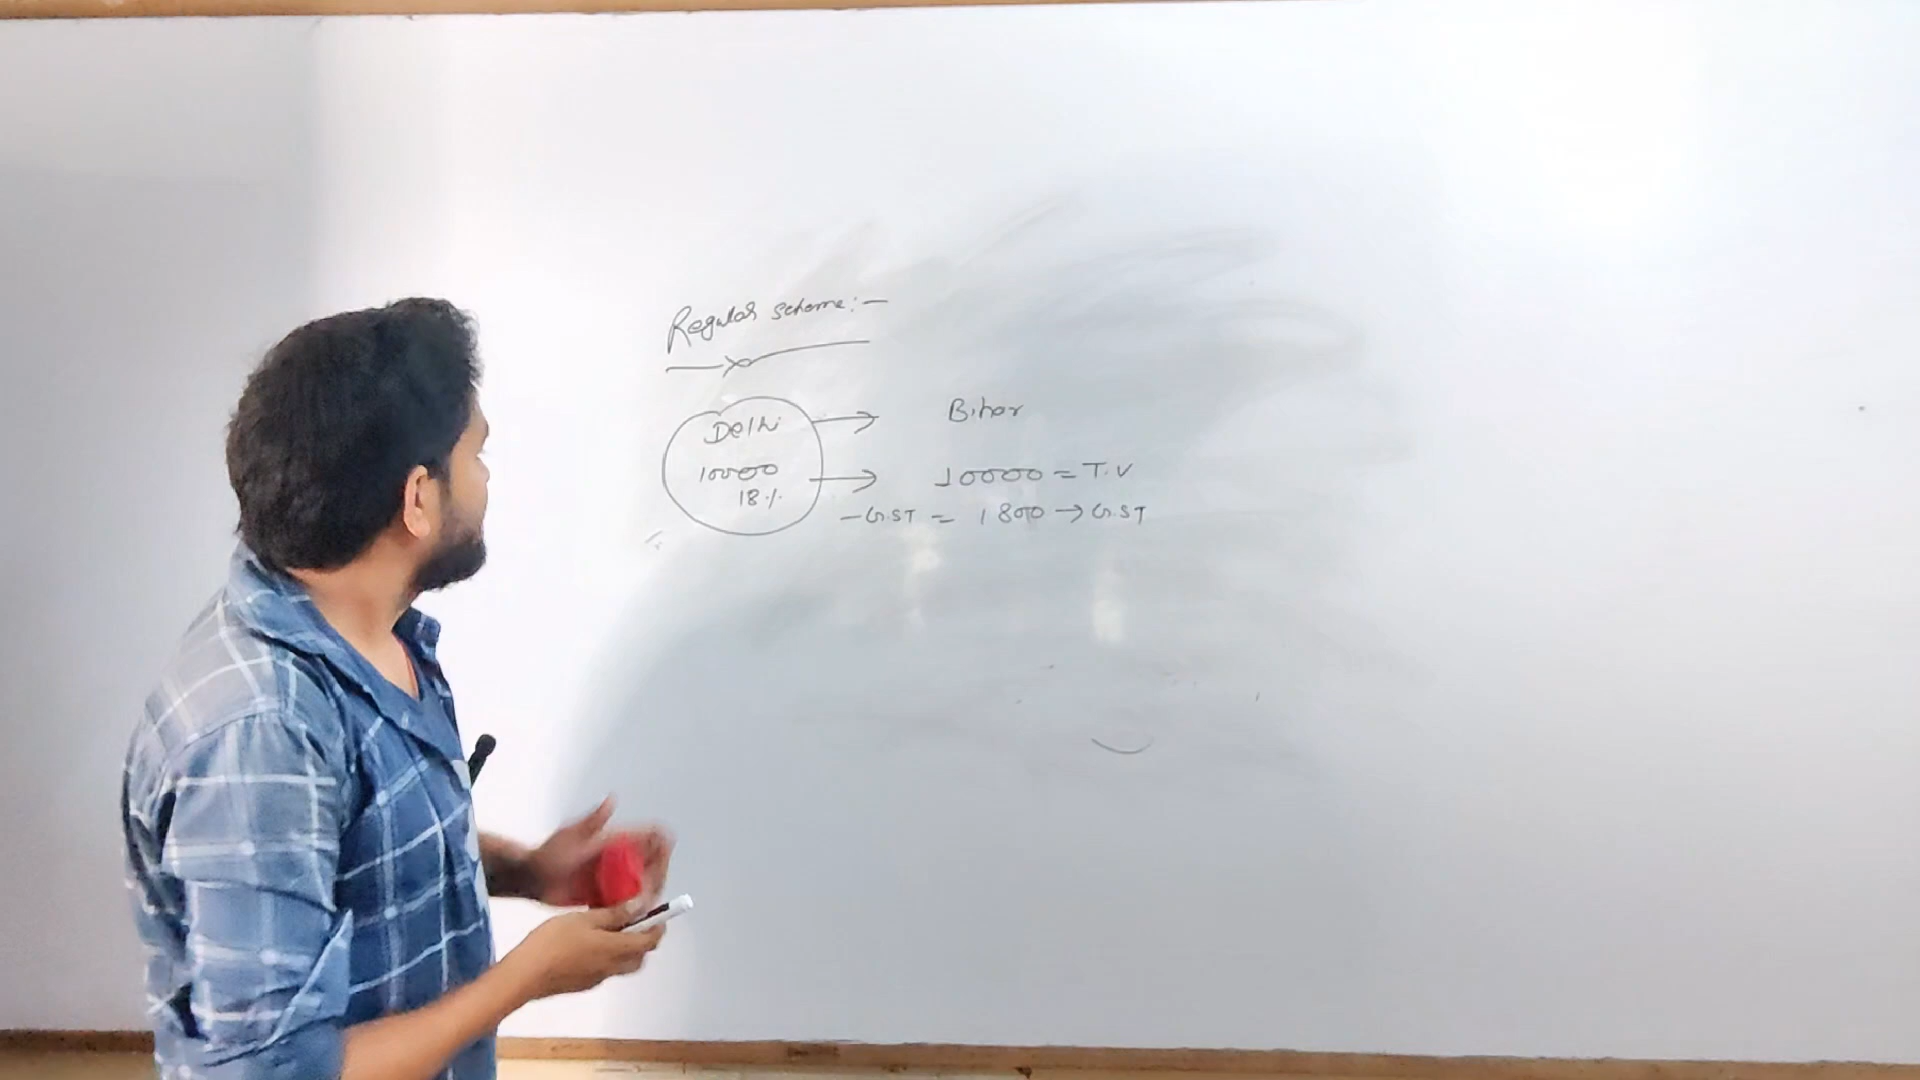 Regular scheme:-
Delhi → Bihar
10000 → 10000 = T.V
18% - G.ST = 1800 → G.ST